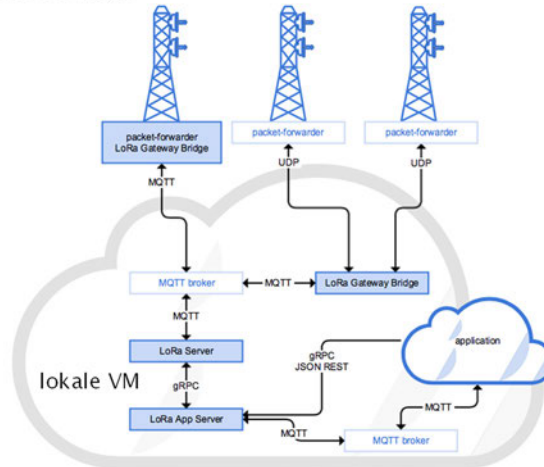 packet-forwarder
LoRa Gateway Bridge
packet-forwarder
packet-forwarder
MQTT
UDP
UDP
MQTT broker
MQTT
LoRa Gateway Bridge
MQTT
LoRa Server
application
gRPC
JSON REST
lokale VM
gRPC
LoRa App Server
MQTT
MQTT
MQTT broker